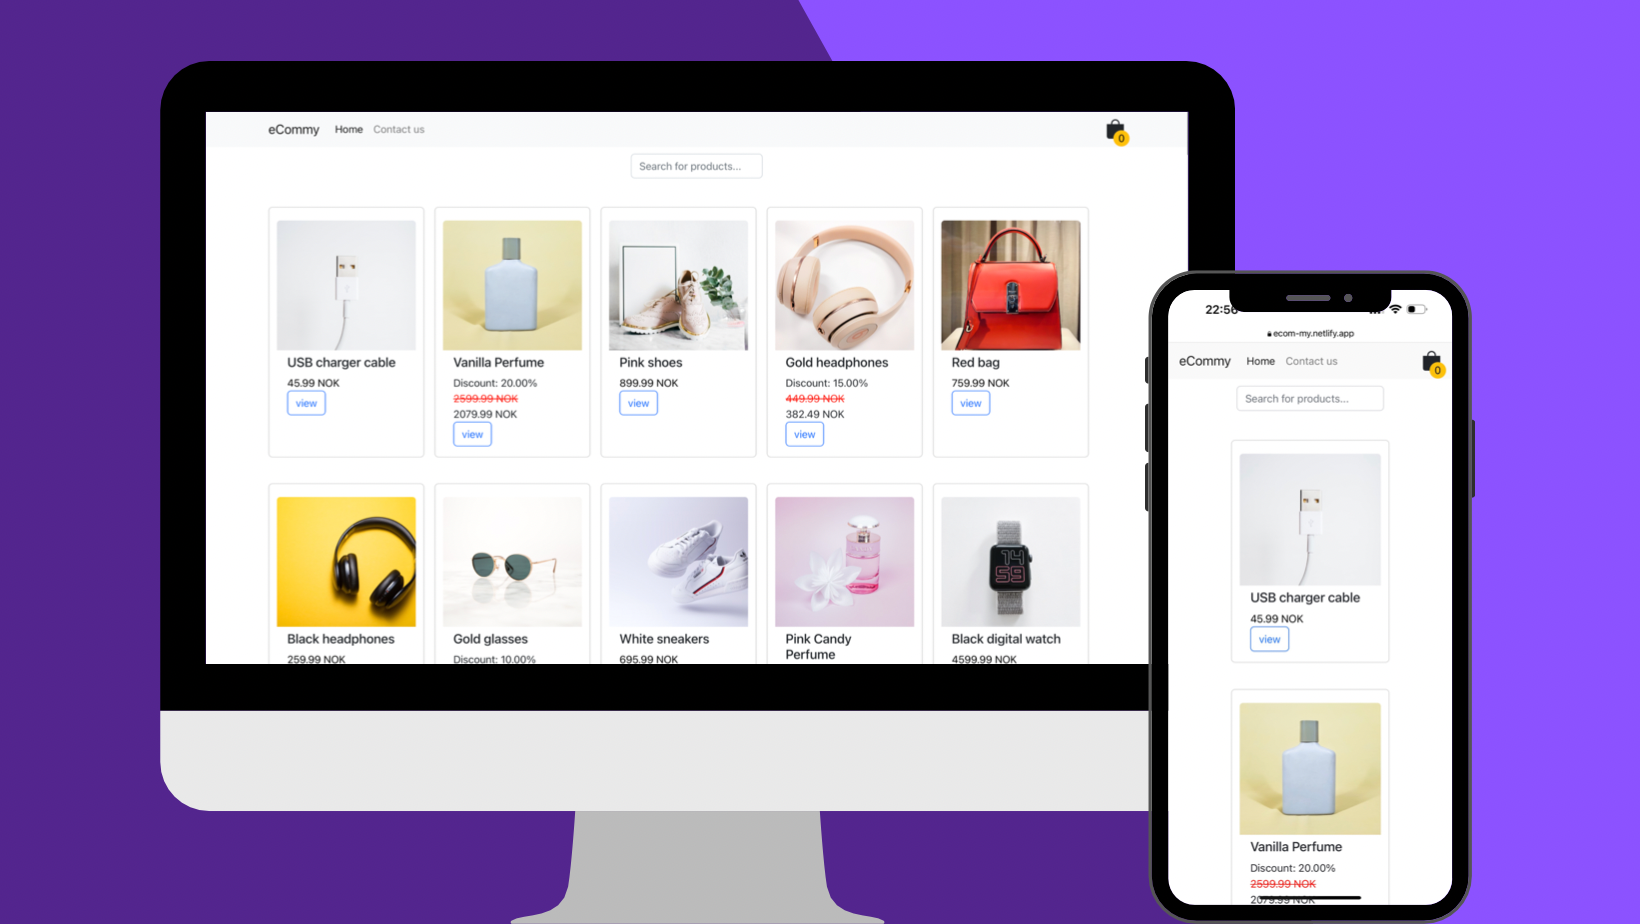 eCommy Home Contact us 0
Search for products...
USB charger cable
45.99 NOK
view
Vanilla Perfume
Discount: 20.00%
2599.99 NOK
2079.99 NOK
view
Pink shoes
899.99 NOK
view
Gold headphones
Discount: 15.00%
449.99 NOK
382.49 NOK
view
Red bag
759.99 NOK
view
Black headphones
259.99 NOK
Gold glasses
Discount: 10.00%
White sneakers
695.99 NOK
Pink Candy
Perfume
14
59
Black digital watch
4599.99 NOK
22:56
ecom-my.netlify.app
eCommy Home Contact us 0
Search for products...
USB charger cable
45.99 NOK
view
Vanilla Perfume
Discount: 20.00%
2599.99 NOK
2079.99 NOK